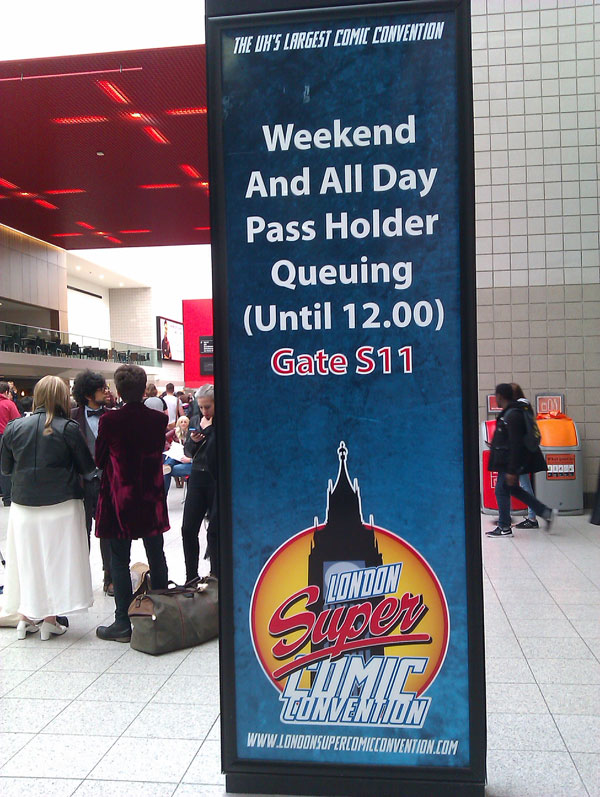 THE UK'S LARGEST COMIC CONVENTION
Weekend
And All Day
Pass Holder
Queuing
(Until 12.00)
Gate S11
LONDON
Super
COMIC
CONVENTION
WWW.LONDONSUPERCOMICCONVENTION.COM